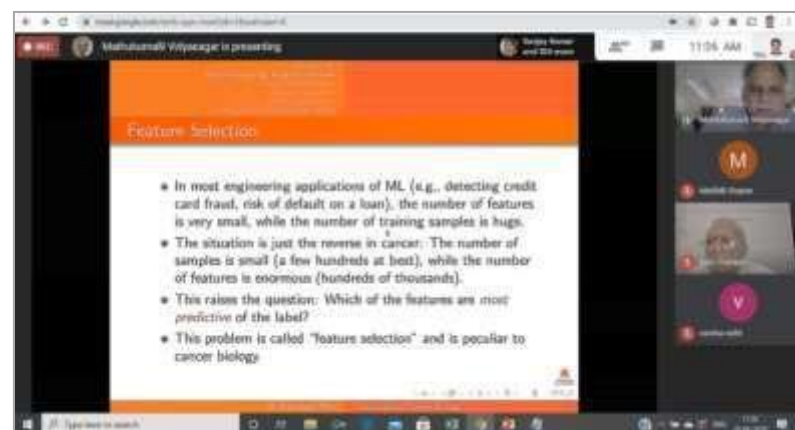 Mathukumalli Vidyasagar is presenting
11:06 AM
Feature Selection
In most engineering applications of ML (e.g., detecting credit
card fraud, risk of default on a loan), the number of features
is very small, while the number of training samples is huge.
The situation is just the reverse in cancer: The number of
samples is small (a few hundreds at best), while the number
of features is enormous (hundreds of thousands).
This raises the question: Which of the features are most
predictive of the label?
This problem is called "feature selection" and is peculiar to
cancer biology
M
V
Type here to search